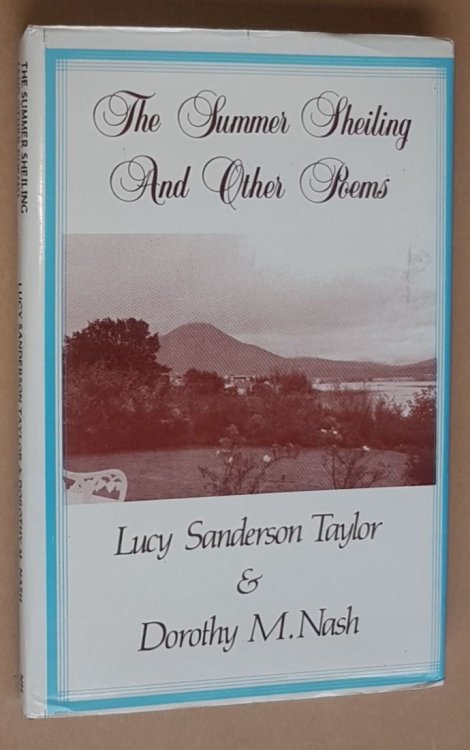 The Summer Sheiling
And Other Poems
Lucy Sanderson Taylor
&
Dorothy M. Nash
THE SUMMER SHEILING
LUCY SANDERSON TAYLOR & DOROTHY M. NASH